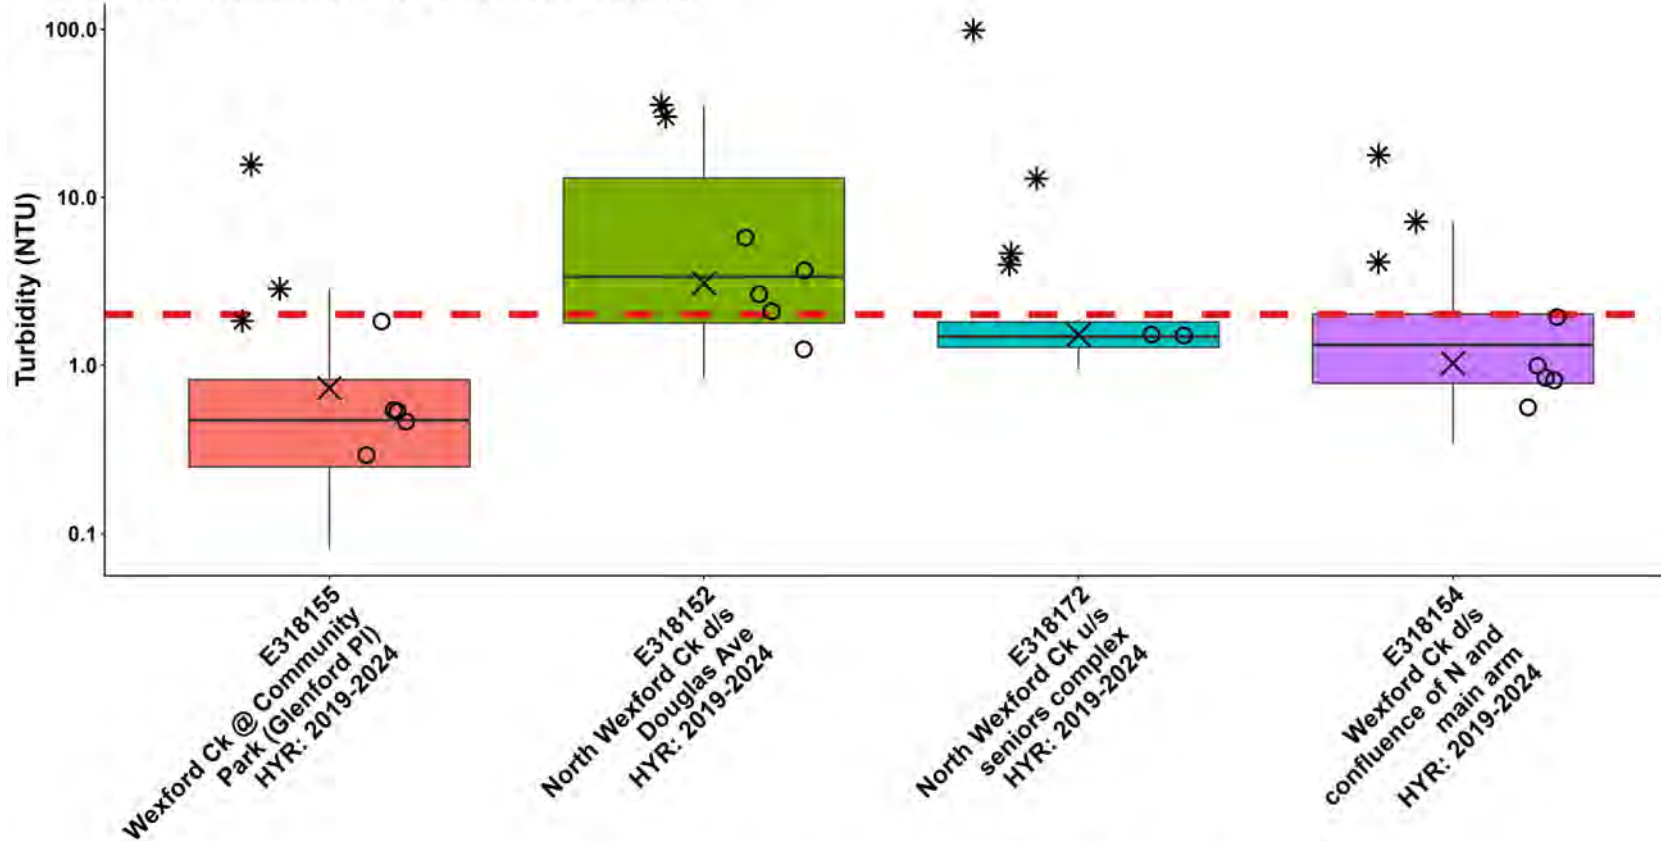 100.0
10.0
1.0
0.1
Turbidity (NTU)
E318155
Wexford Ck @ Community
Park (Glenford Pl)
HYR: 2019-2024
E318152
North Wexford Ck d/s
Douglas Ave
HYR: 2019-2024
E318172
North Wexford Ck u/s
seniors complex
HYR: 2019-2024
E318154
Wexford Ck d/s
confluence of N and
main arm
HYR: 2019-2024